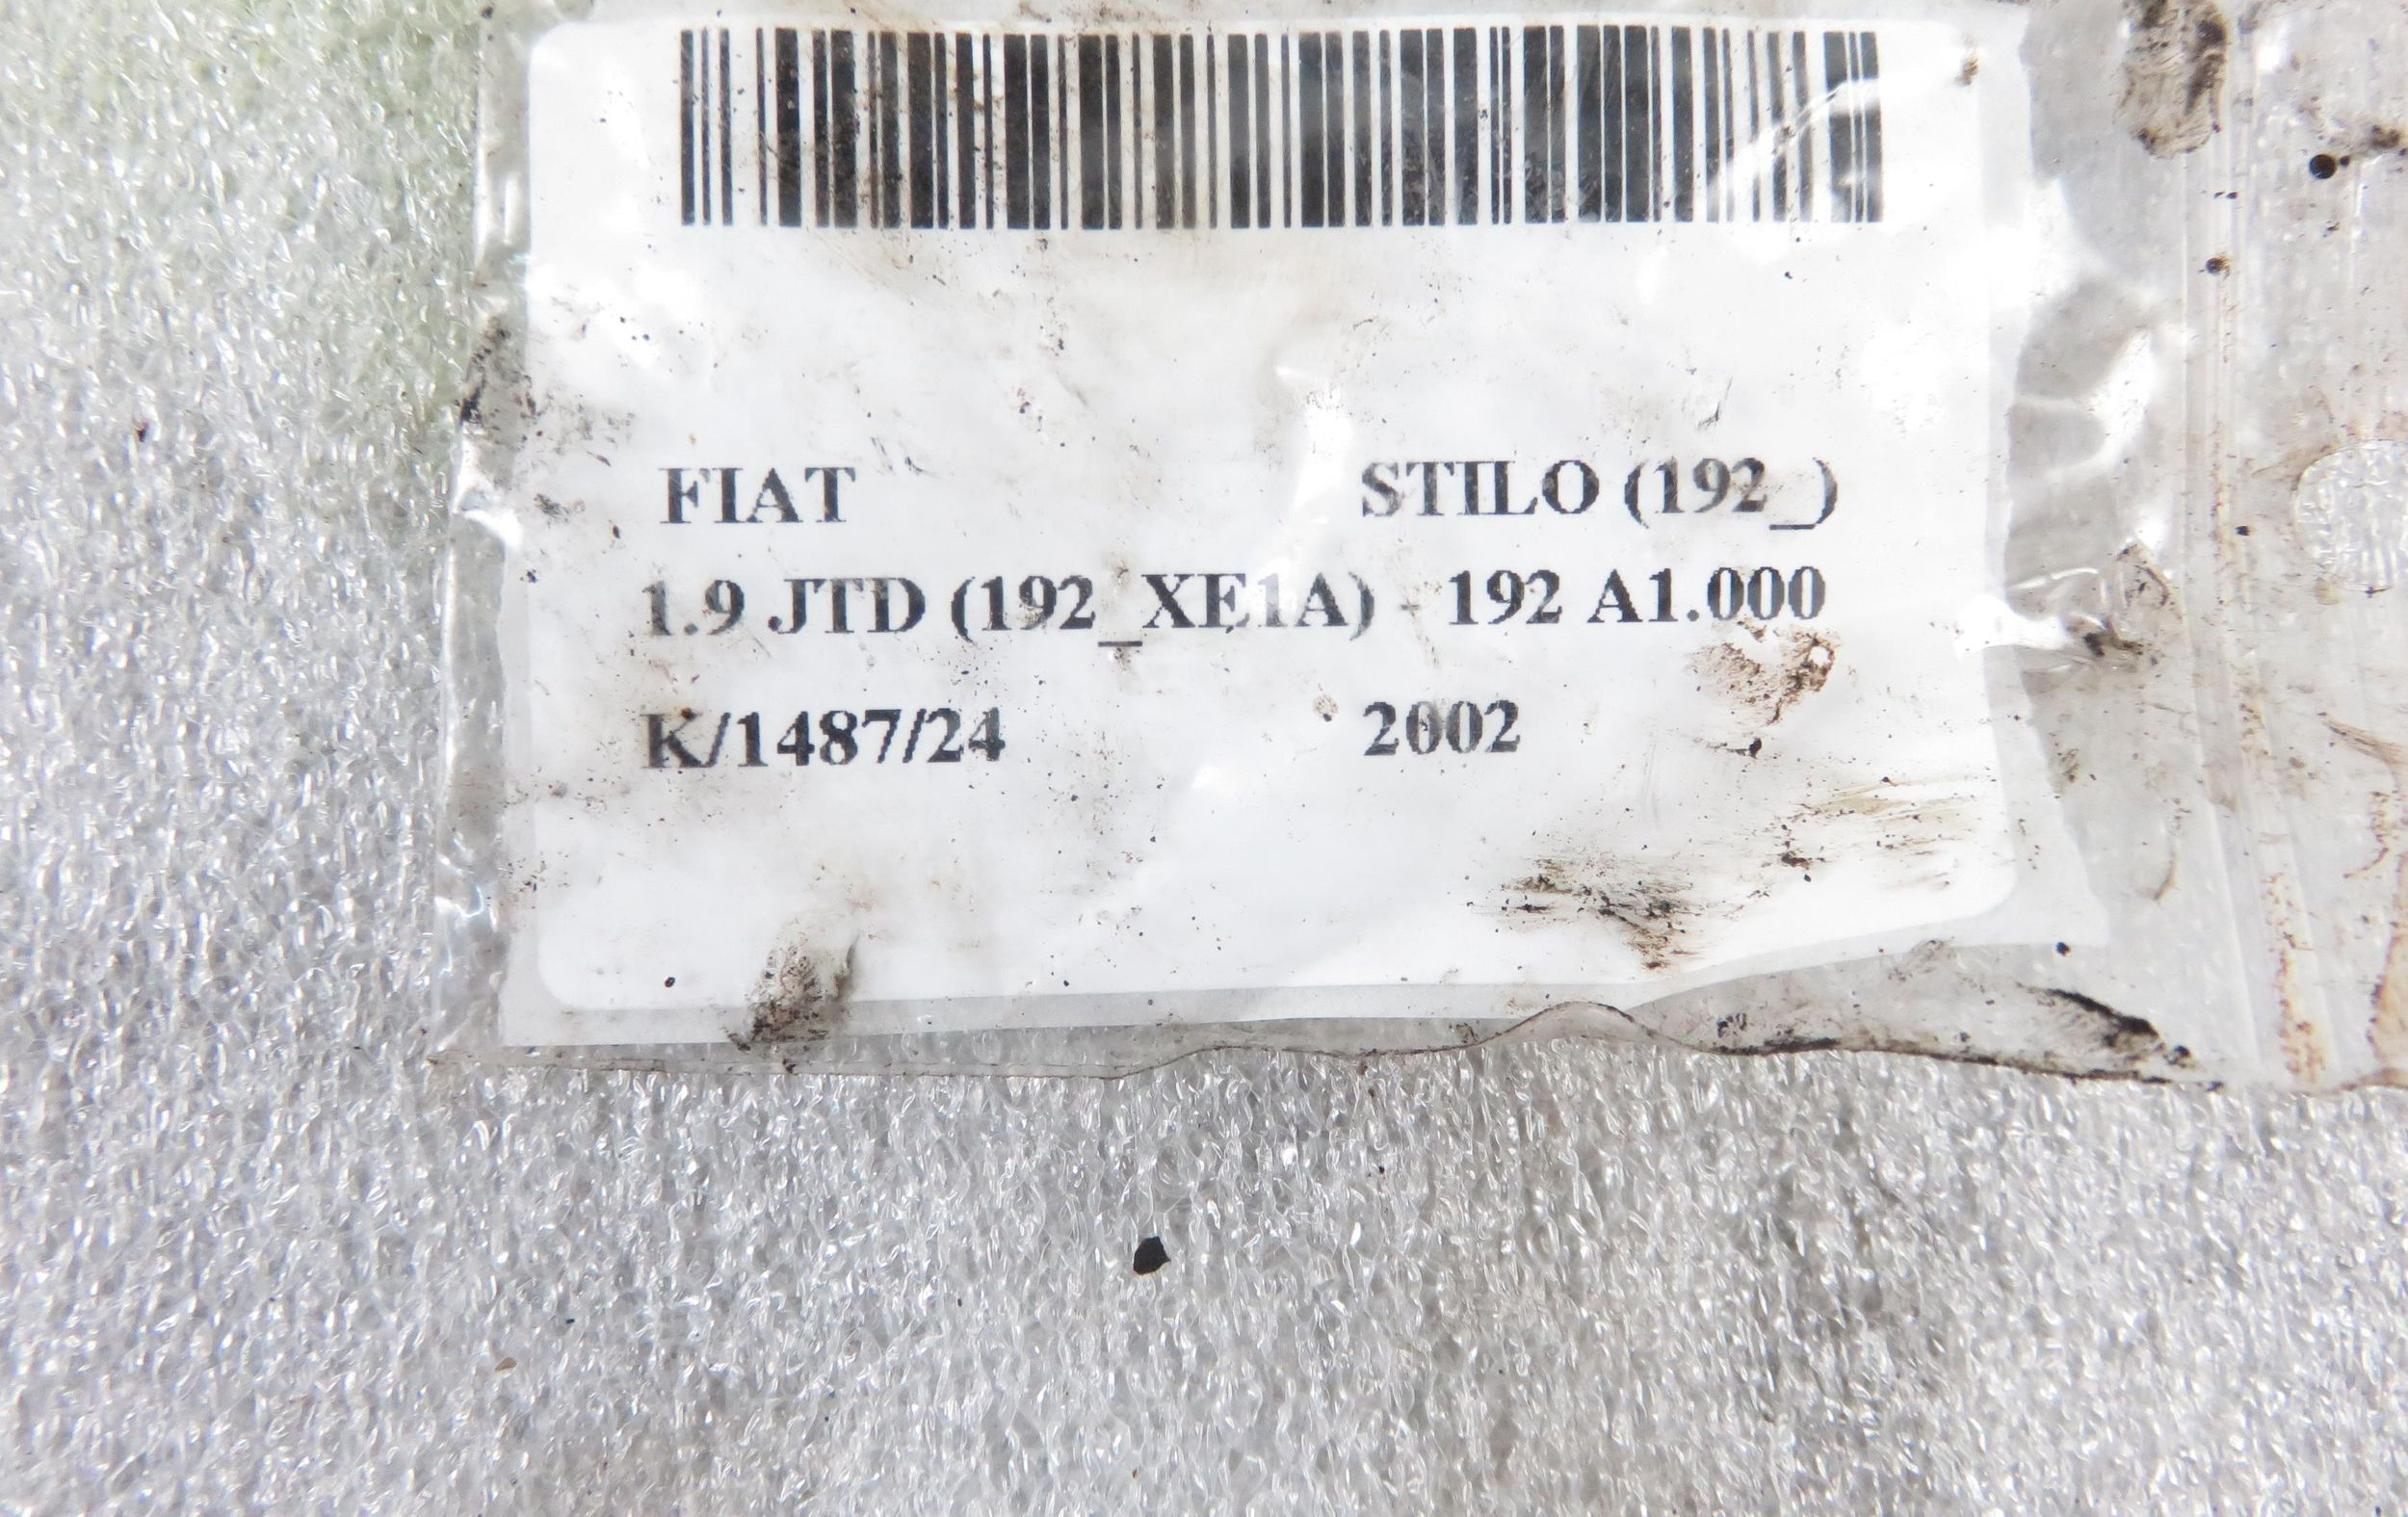 FIAT STILO (192_)
1.9 JTD (192_XE1A) - 192 A1.000
K/1487/24 2002